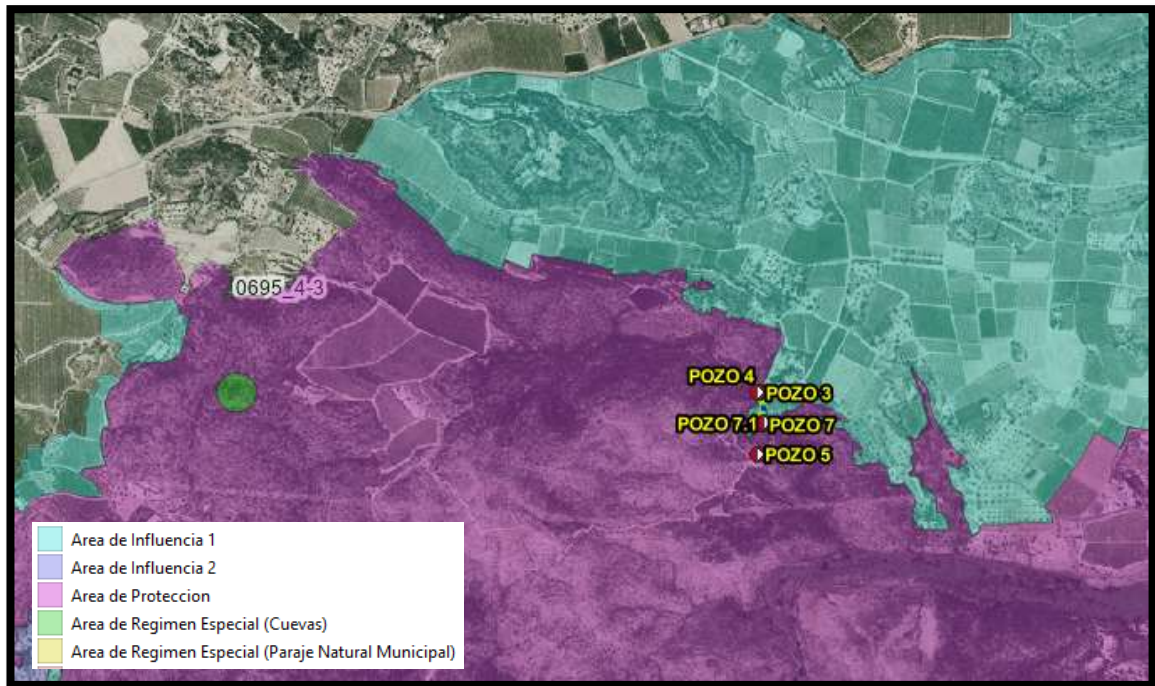 0695_4-3
POZO 4
POZO 3
POZO 7.1 POZO 7
POZO 5
Area de Influencia 1
Area de Influencia 2
Area de Proteccion
Area de Regimen Especial (Cuevas)
Area de Regimen Especial (Paraje Natural Municipal)